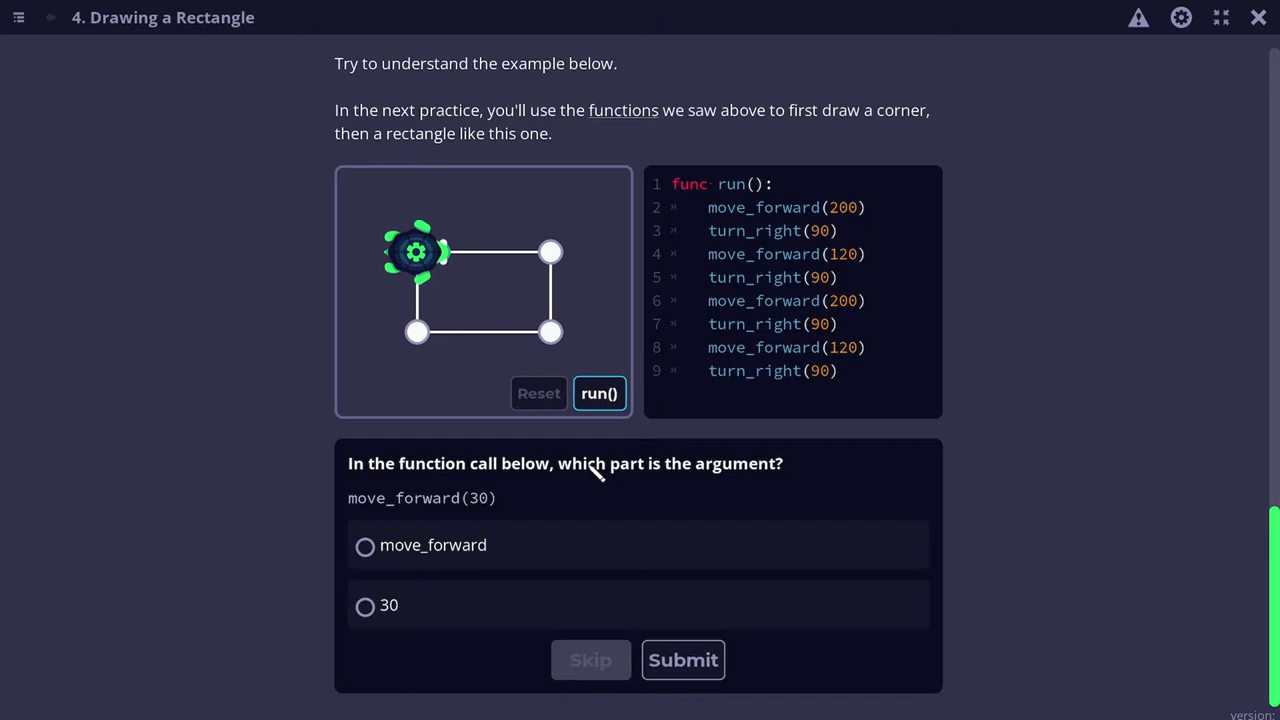 4. Drawing a Rectangle
Try to understand the example below.
In the next practice, you'll use the functions we saw above to first draw a corner,
then a rectangle like this one.
Reset
run()
1 func run():
2 move_forward(200)
3 turn_right(90)
4 move_forward(120)
5 turn_right(90)
6 move_forward(200)
7 turn_right(90)
8 move_forward(120)
9 turn_right(90)
In the function call below, which part is the argument?
move_forward(30)
move_forward
30
Skip
Submit
version: